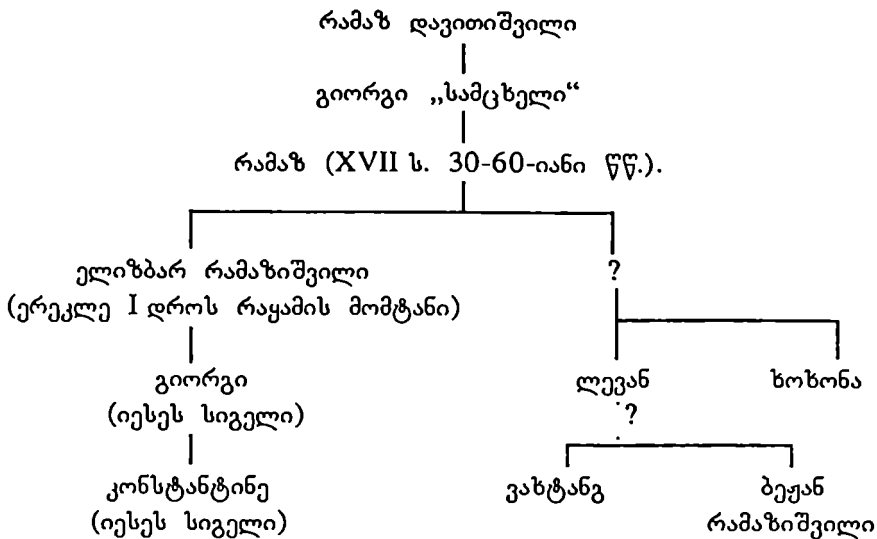 რამაზ დავითიშვილი
გიორგი „სამცხელი“
რამაზ (XVII ს. 30-60-იანი წწ.).
ელიზბარ რამაზიშვილი
(ერეკლე I დროს რაყამის მომტანი)
?
გიორგი
(იესეს სიგელი)
ლევან
ხოხონა
?
კონსტანტინე
(იესეს სიგელი)
ვახტანგ
ბეჟან
რამაზიშვილი